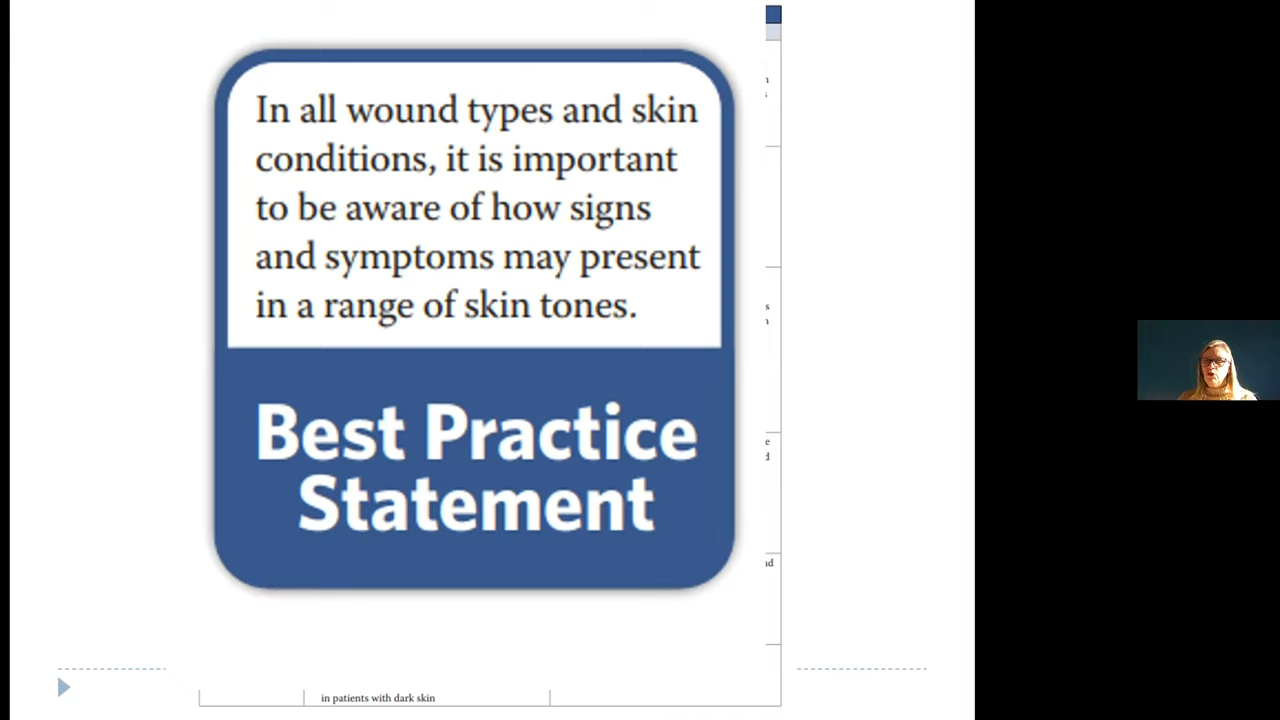 In all wound types and skin
conditions, it is important
to be aware of how signs
and symptoms may present
in a range of skin tones.
Best Practice
Statement
in patients with dark skin